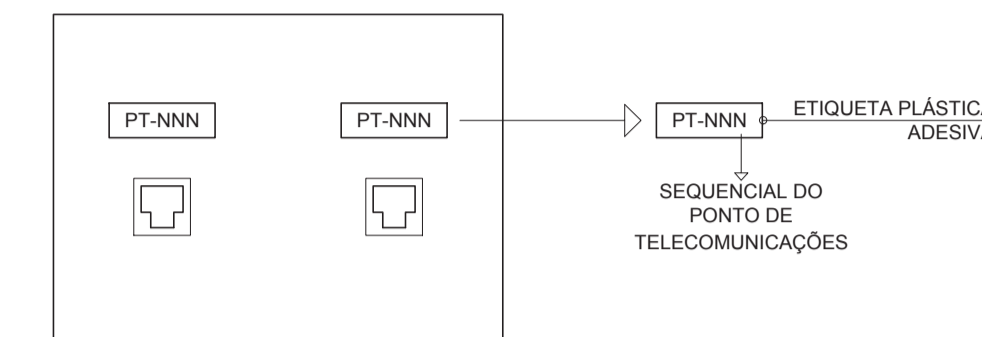 PT-NNN
PT-NNN
PT-NNN
ETIQUETA PLÁSTICA
ADESIVA
SEQUENCIAL DO
PONTO DE
TELECOMUNICAÇÕES